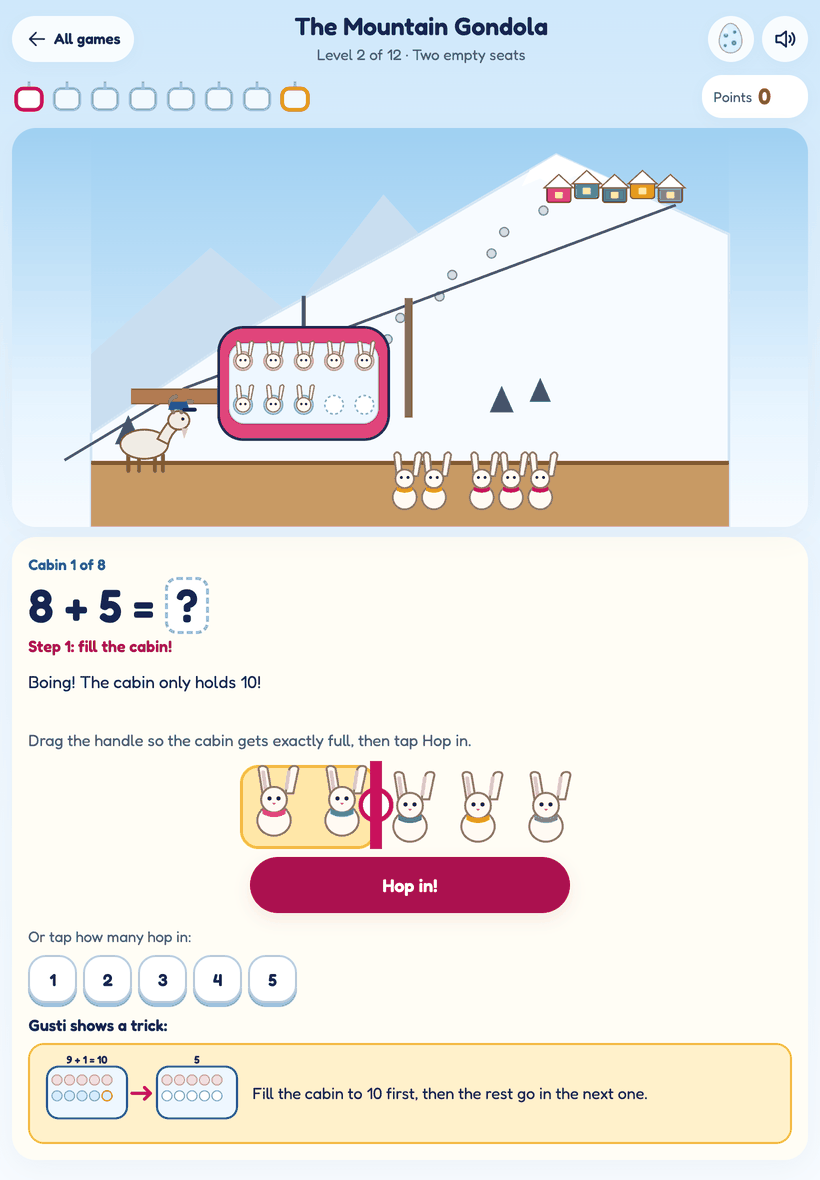 All games
The Mountain Gondola
Level 2 of 12 · Two empty seats
Points 0
Cabin 1 of 8
8 + 5 = ?
Step 1: fill the cabin!
Boing! The cabin only holds 10!
Drag the handle so the cabin gets exactly full, then tap Hop in.
Hop in!
Or tap how many hop in:
1 2 3 4 5
Gusti shows a trick:
9 + 1 = 10 5
Fill the cabin to 10 first, then the rest go in the next one.